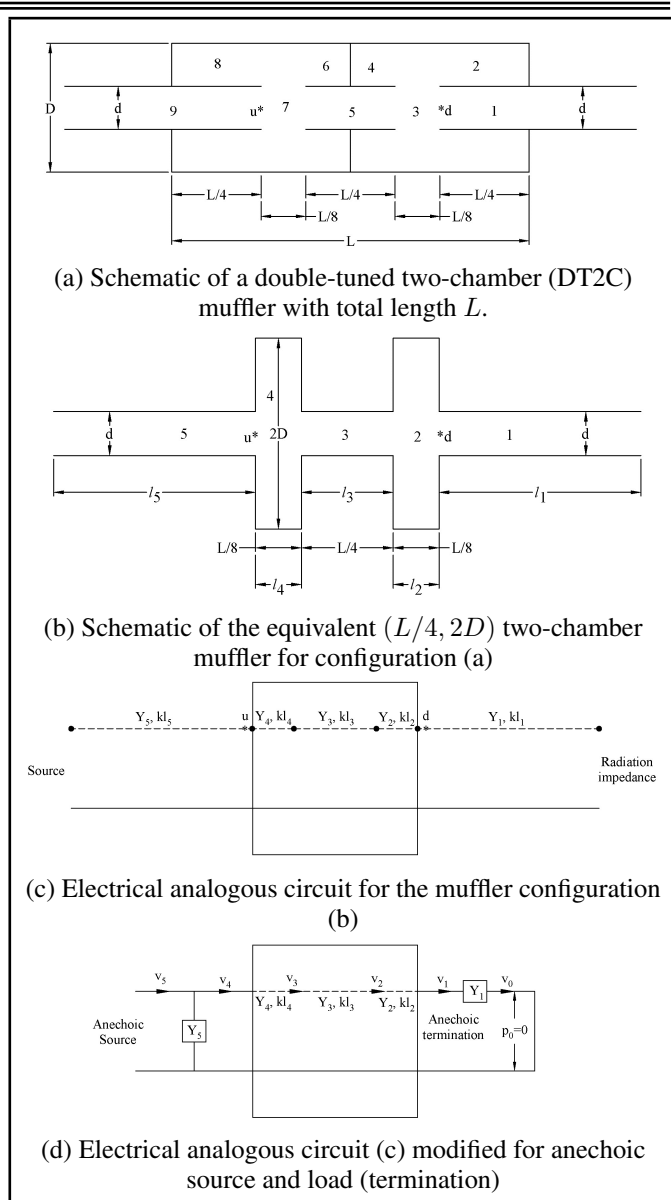 8 6 4 2
D d 9 u* 7 5 3 *d 1 d
L/4 L/4 L/4
L/8 L/8
L
(a) Schematic of a double-tuned two-chamber (DT2C)
muffler with total length L.
4
d 5 u* 2D 3 2 *d 1 d
l5 l3 l1
L/8 L/4 L/8
l4 l2
(b) Schematic of the equivalent (L/4, 2D) two-chamber
muffler for configuration (a)
Y5, kl5 u Y4, kl4 Y3, kl3 Y2, kl2 d Y1, kl1
* *
Source Radiation
impedance
(c) Electrical analogous circuit for the muffler configuration
(b)
v5 v4 v3 v2 v1 Y1 v0
Y4, kl4 Y3, kl3 Y2, kl2
Anechoic
Source
Y5
Anechoic
termination
p0=0
(d) Electrical analogous circuit (c) modified for anechoic
source and load (termination)